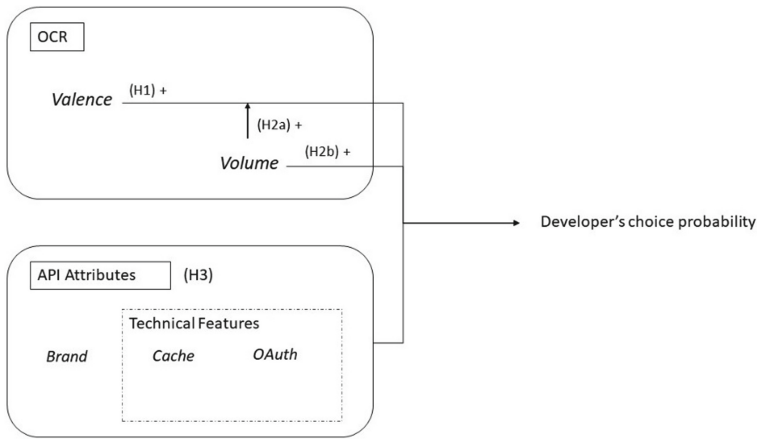 OCR
Valence (H1) +
(H2a) +
Volume (H2b) +
Developer's choice probability
API Attributes (H3)
Technical Features
Brand Cache OAuth